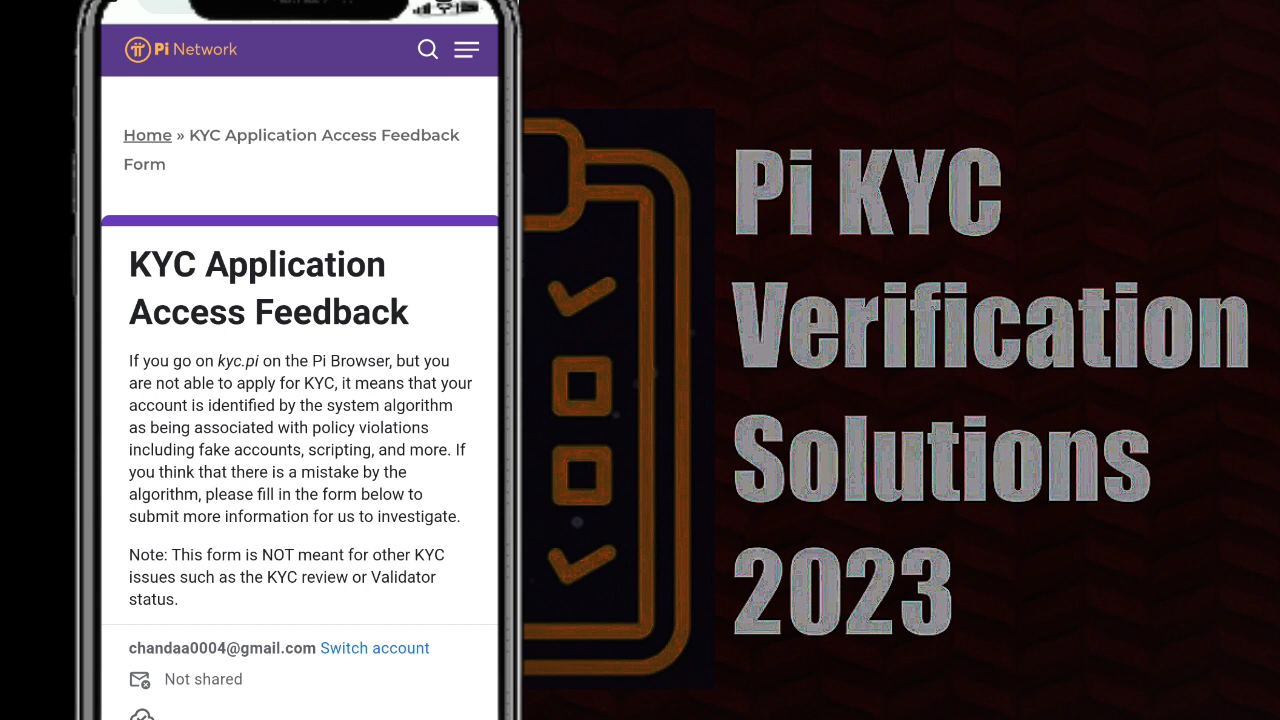 Pi Network
Home » KYC Application Access Feedback
Form
KYC Application
Access Feedback
If you go on kyc.pi on the Pi Browser, but you
are not able to apply for KYC, it means that your
account is identified by the system algorithm
as being associated with policy violations
including fake accounts, scripting, and more. If
you think that there is a mistake by the
algorithm, please fill in the form below to
submit more information for us to investigate.
Note: This form is NOT meant for other KYC
issues such as the KYC review or Validator
status.
chandaa0004@gmail.com Switch account
Not shared
Pi KYC
Verification
Solutions
2023